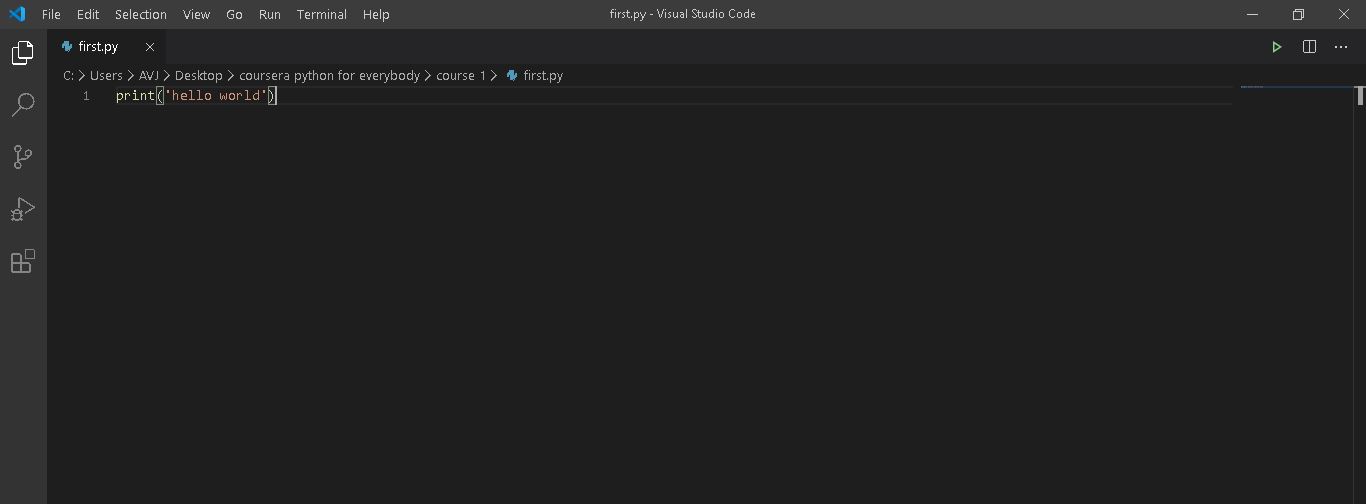 File Edit Selection View Go Run Terminal Help first.py - Visual Studio Code
first.py
C: > Users > AVJ > Desktop > coursera python for everybody > course 1 > first.py
1 print('hello world')